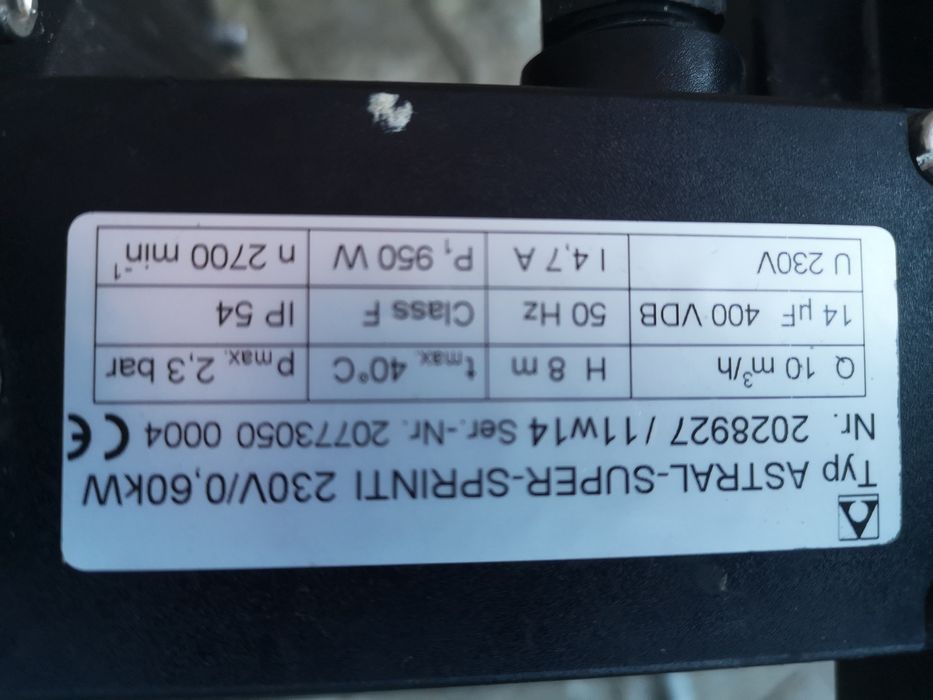 Typ ASTRAL-SUPER-SPRINTI 230V/0,60kW
Nr. 2028927 / 11w14 Ser.-Nr. 20773050 0004 CE
Q 10 m³/h H 8 m tmax. 40°C Pmax. 2,3 bar
14 µF 400 VDB 50 Hz Class F IP 54
U 230V I 4,7 A P₁ 950 W n 2700 min⁻¹